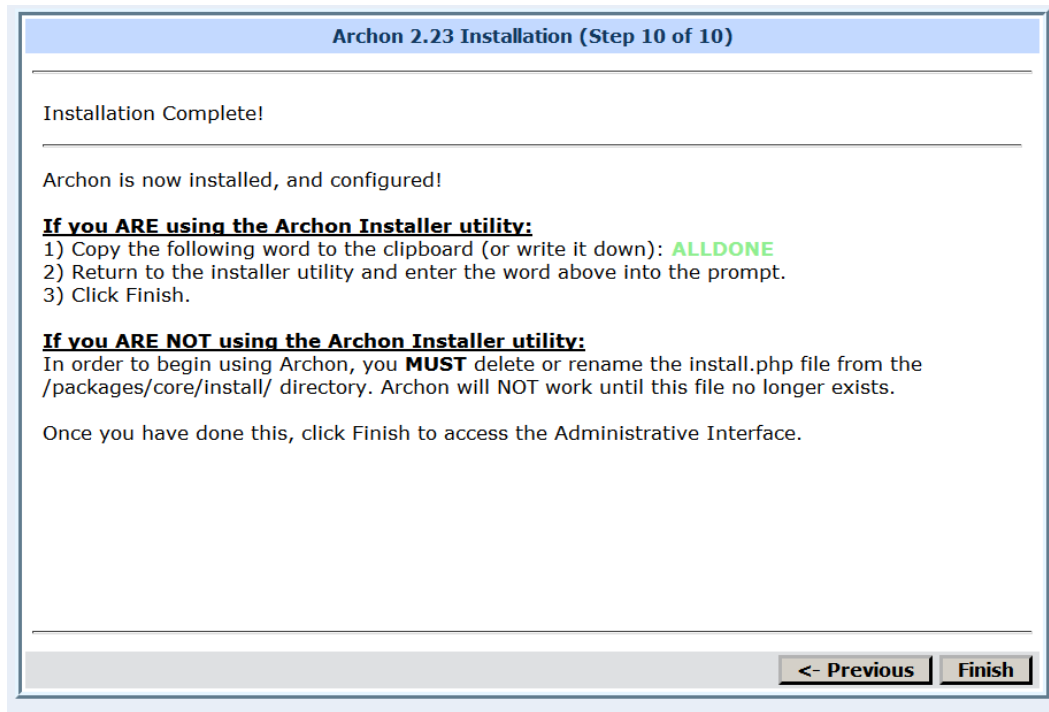 Archon 2.23 Installation (Step 10 of 10)
Installation Complete!
Archon is now installed, and configured!
If you ARE using the Archon Installer utility:
1) Copy the following word to the clipboard (or write it down): ALLDONE
2) Return to the installer utility and enter the word above into the prompt.
3) Click Finish.
If you ARE NOT using the Archon Installer utility:
In order to begin using Archon, you MUST delete or rename the install.php file from the
/packages/core/install/ directory. Archon will NOT work until this file no longer exists.
Once you have done this, click Finish to access the Administrative Interface.
<- Previous Finish